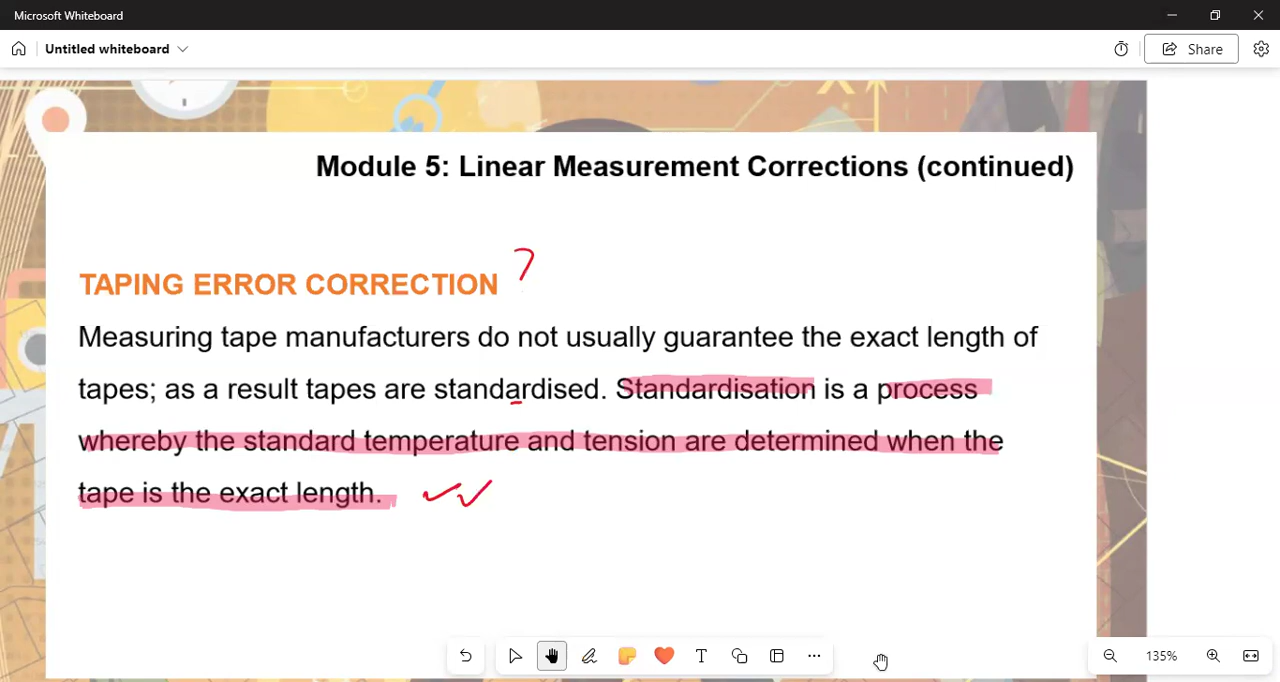 Microsoft Whiteboard
Untitled whiteboard
Share
Module 5: Linear Measurement Corrections (continued)
TAPING ERROR CORRECTION
Measuring tape manufacturers do not usually guarantee the exact length of
tapes; as a result tapes are standardised. Standardisation is a process
whereby the standard temperature and tension are determined when the
tape is the exact length.
135%